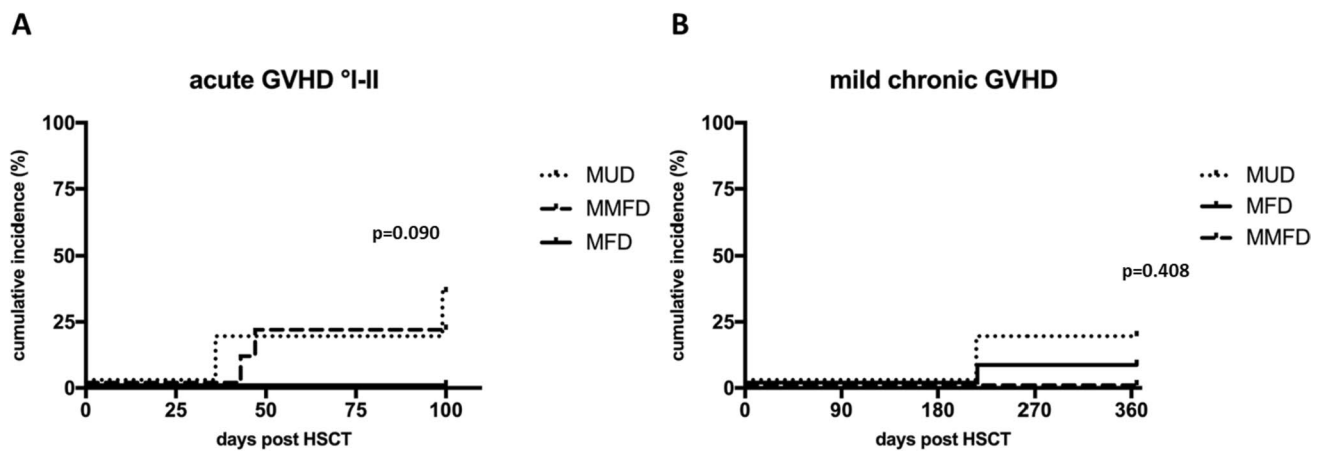 A
acute GVHD °I-II
cumulative incidence (%)
100
75
50
25
0
0 25 50 75 100
days post HSCT
p=0.090
MUD
MMFD
MFD
B
mild chronic GVHD
cumulative incidence (%)
100
75
50
25
0
0 90 180 270 360
days post HSCT
p=0.408
MUD
MFD
MMFD